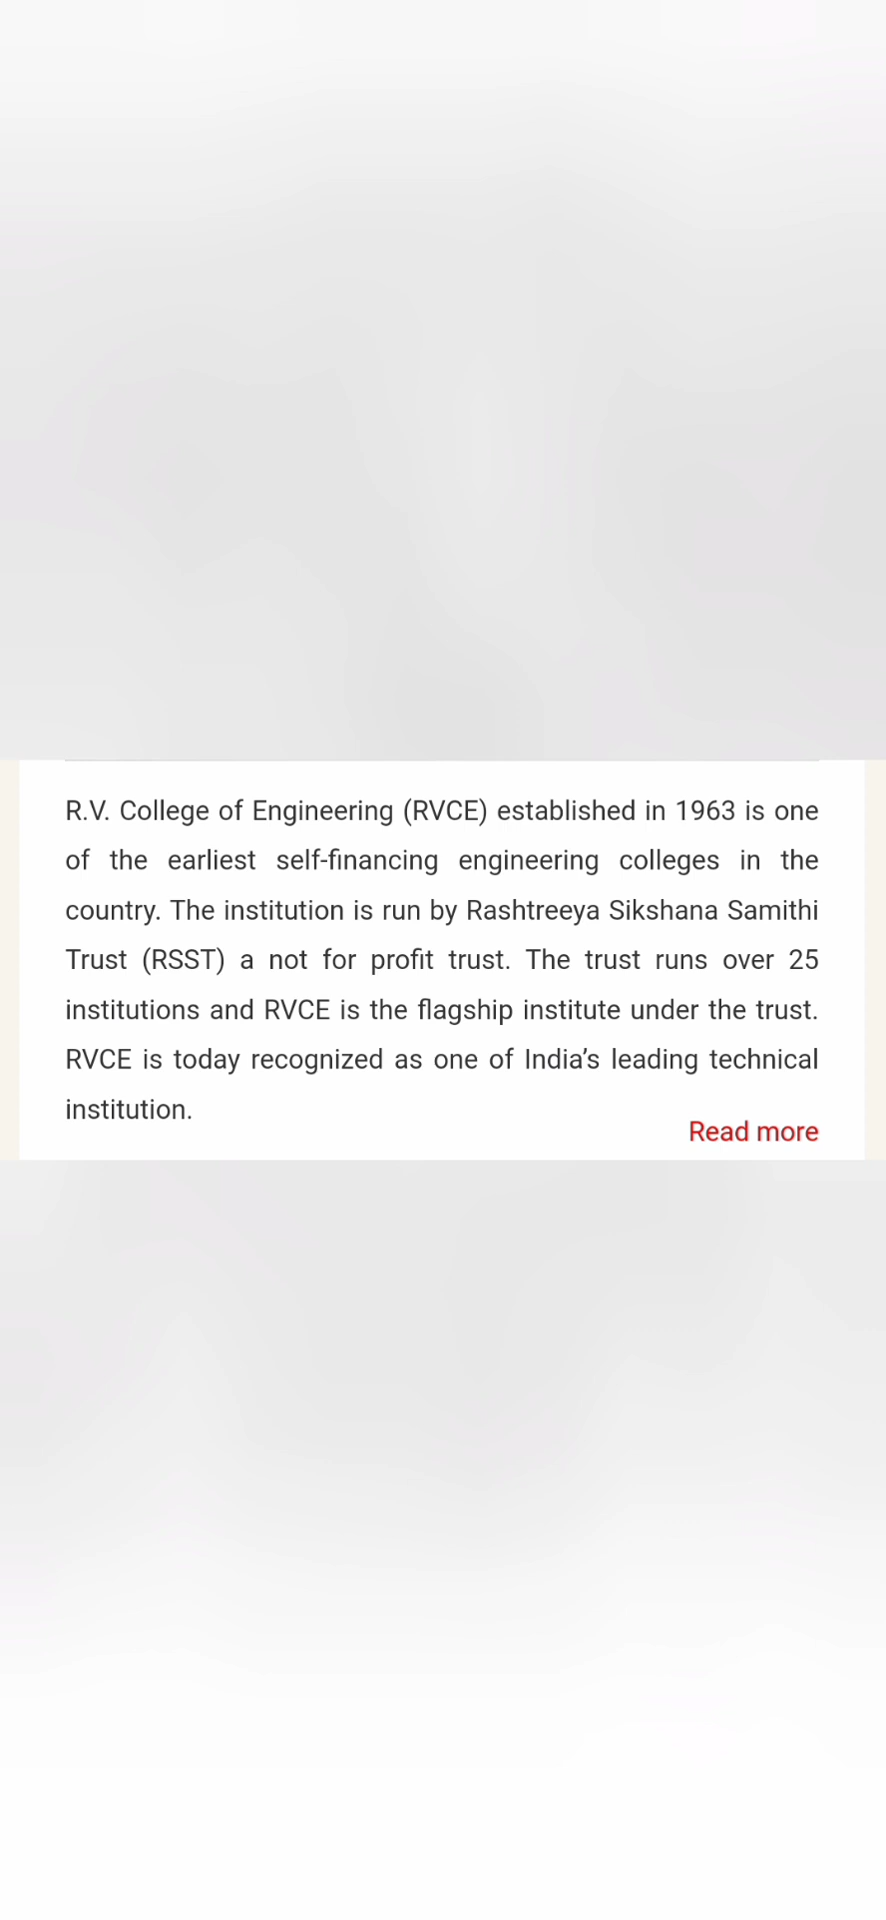 R.V. College of Engineering (RVCE) established in 1963 is one
of the earliest self-financing engineering colleges in the
country. The institution is run by Rashtreeya Sikshana Samithi
Trust (RSST) a not for profit trust. The trust runs over 25
institutions and RVCE is the flagship institute under the trust.
RVCE is today recognized as one of India’s leading technical
institution.
Read more